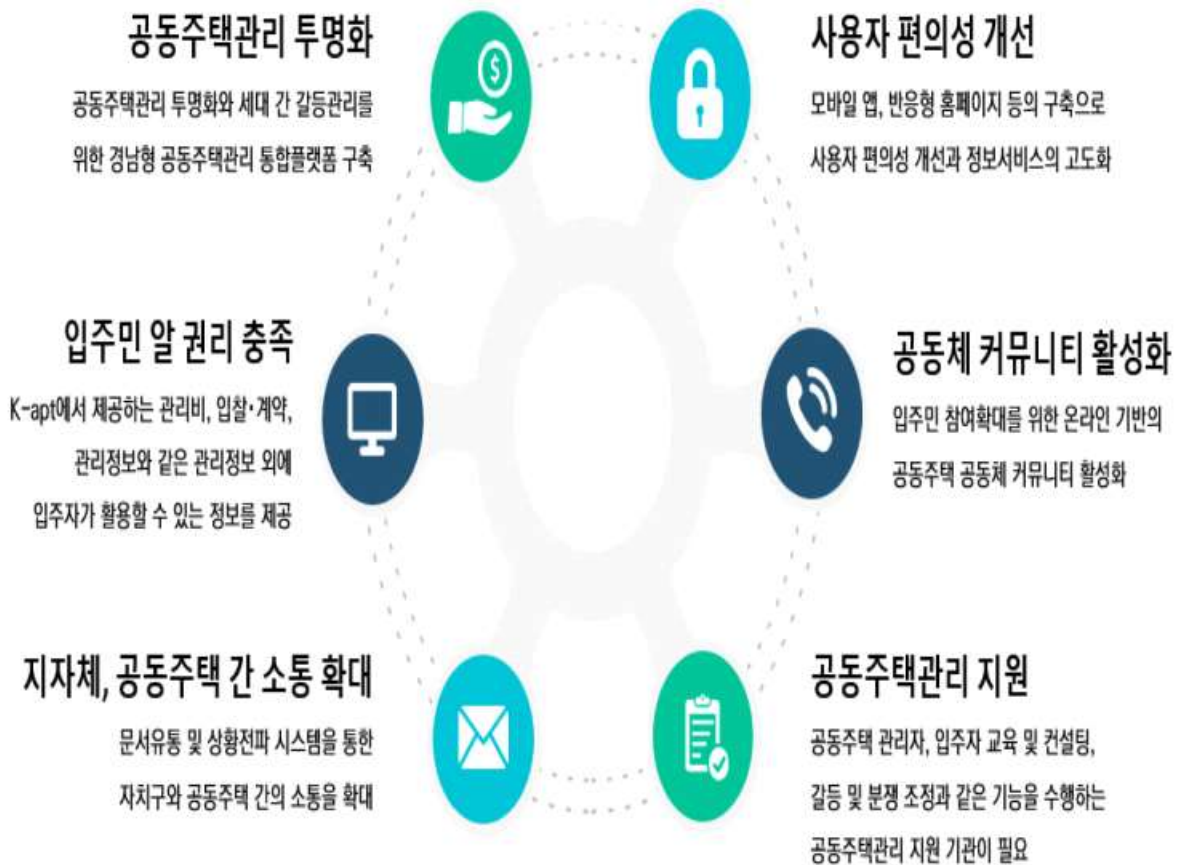 공동주택관리 투명화
공동주택관리 투명화와 세대 간 갈등관리를
위한 경남형 공동주택관리 통합플랫폼 구축
사용자 편의성 개선
모바일 앱, 반응형 홈페이지 등의 구축으로
사용자 편의성 개선과 정보서비스의 고도화
입주민 알 권리 충족
K-apt에서 제공하는 관리비, 입찰·계약,
관리정보와 같은 관리정보 외에
입주자가 활용할 수 있는 정보를 제공
공동체 커뮤니티 활성화
입주민 참여확대를 위한 온라인 기반의
공동주택 공동체 커뮤니티 활성화
지자체, 공동주택 간 소통 확대
문서유통 및 상황전파 시스템을 통한
자치구와 공동주택 간의 소통을 확대
공동주택관리 지원
공동주택 관리자, 입주자 교육 및 컨설팅,
갈등 및 분쟁 조정과 같은 기능을 수행하는
공동주택관리 지원 기관이 필요